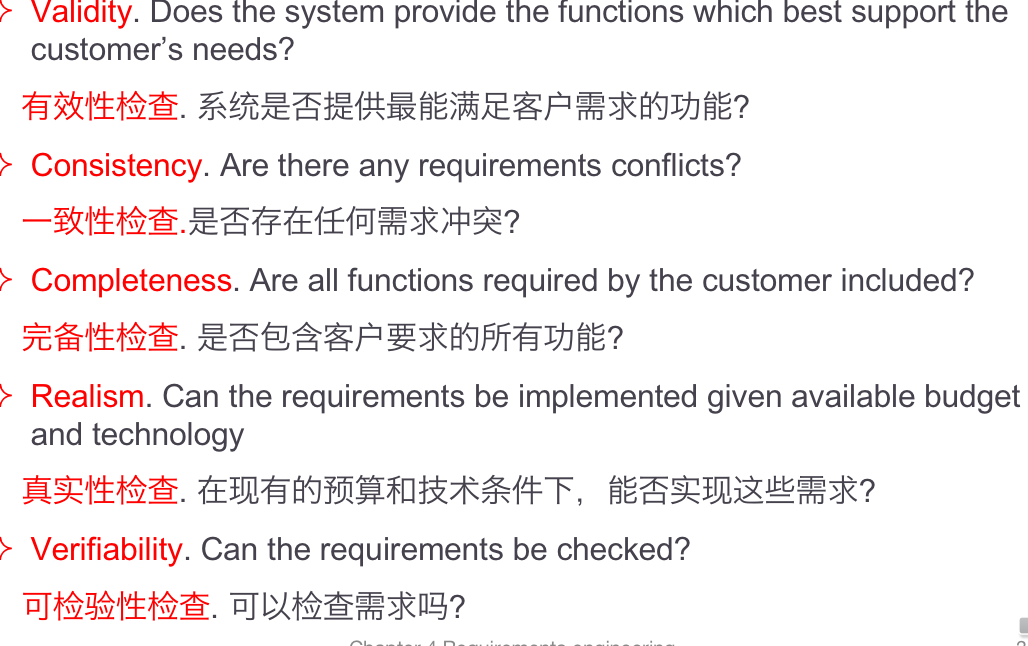 Validity. Does the system provide the functions which best support the
customer’s needs?
有效性检查. 系统是否提供最能满足客户需求的功能?
Consistency. Are there any requirements conflicts?
一致性检查.是否存在任何需求冲突?
Completeness. Are all functions required by the customer included?
完备性检查. 是否包含客户要求的所有功能?
Realism. Can the requirements be implemented given available budget
and technology
真实性检查. 在现有的预算和技术条件下，能否实现这些需求?
Verifiability. Can the requirements be checked?
可检验性检查. 可以检查需求吗?
Chapter 4 Requirements engineering